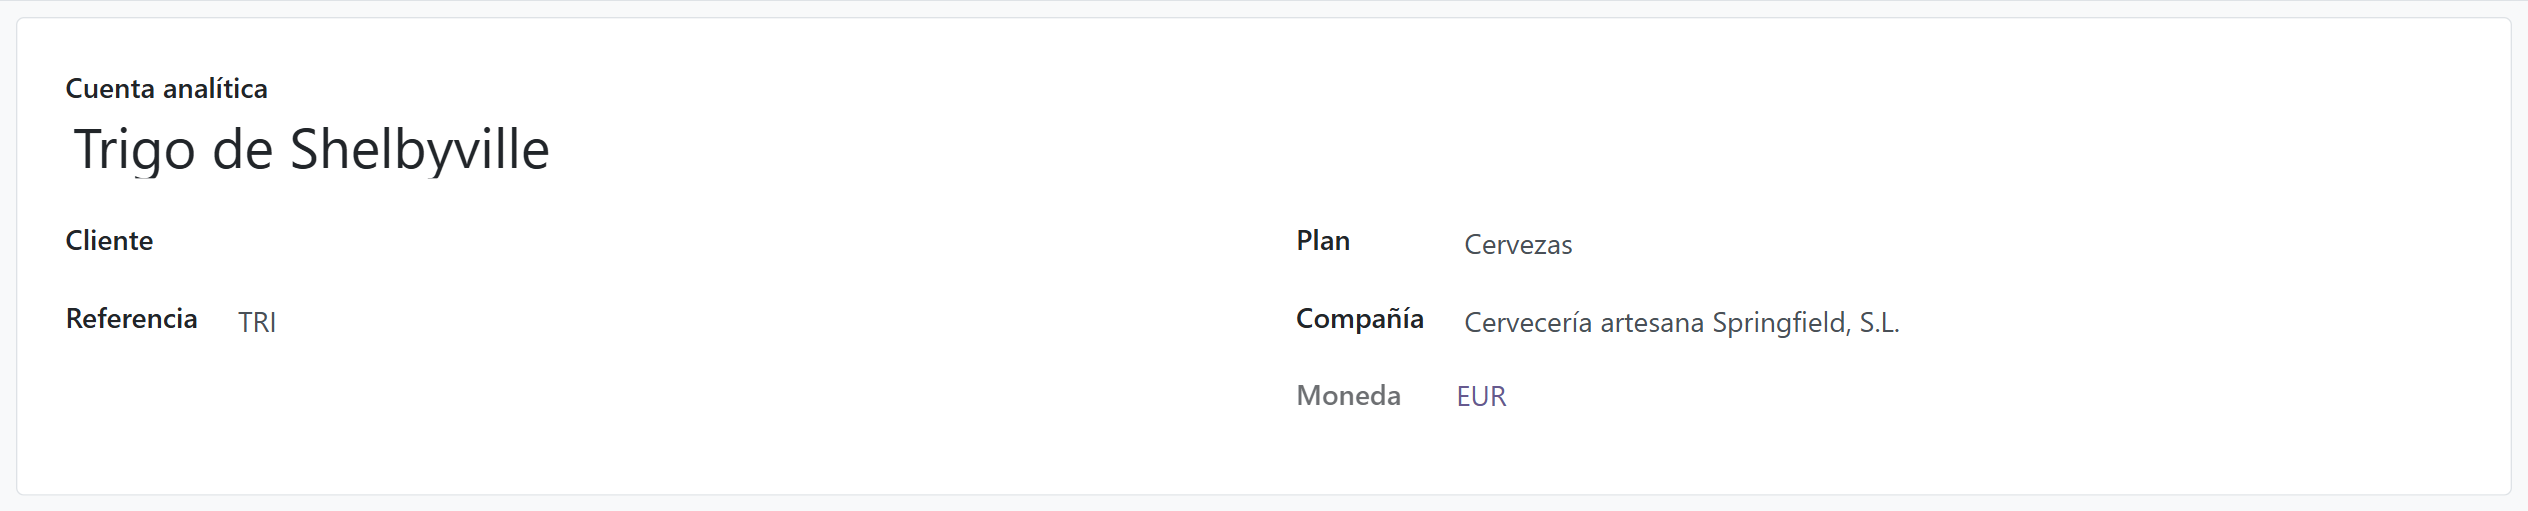 Cuenta analítica
Trigo de Shelbyville
Cliente
Referencia TRI
Plan Cervezas
Compañía Cervecería artesana Springfield, S.L.
Moneda EUR